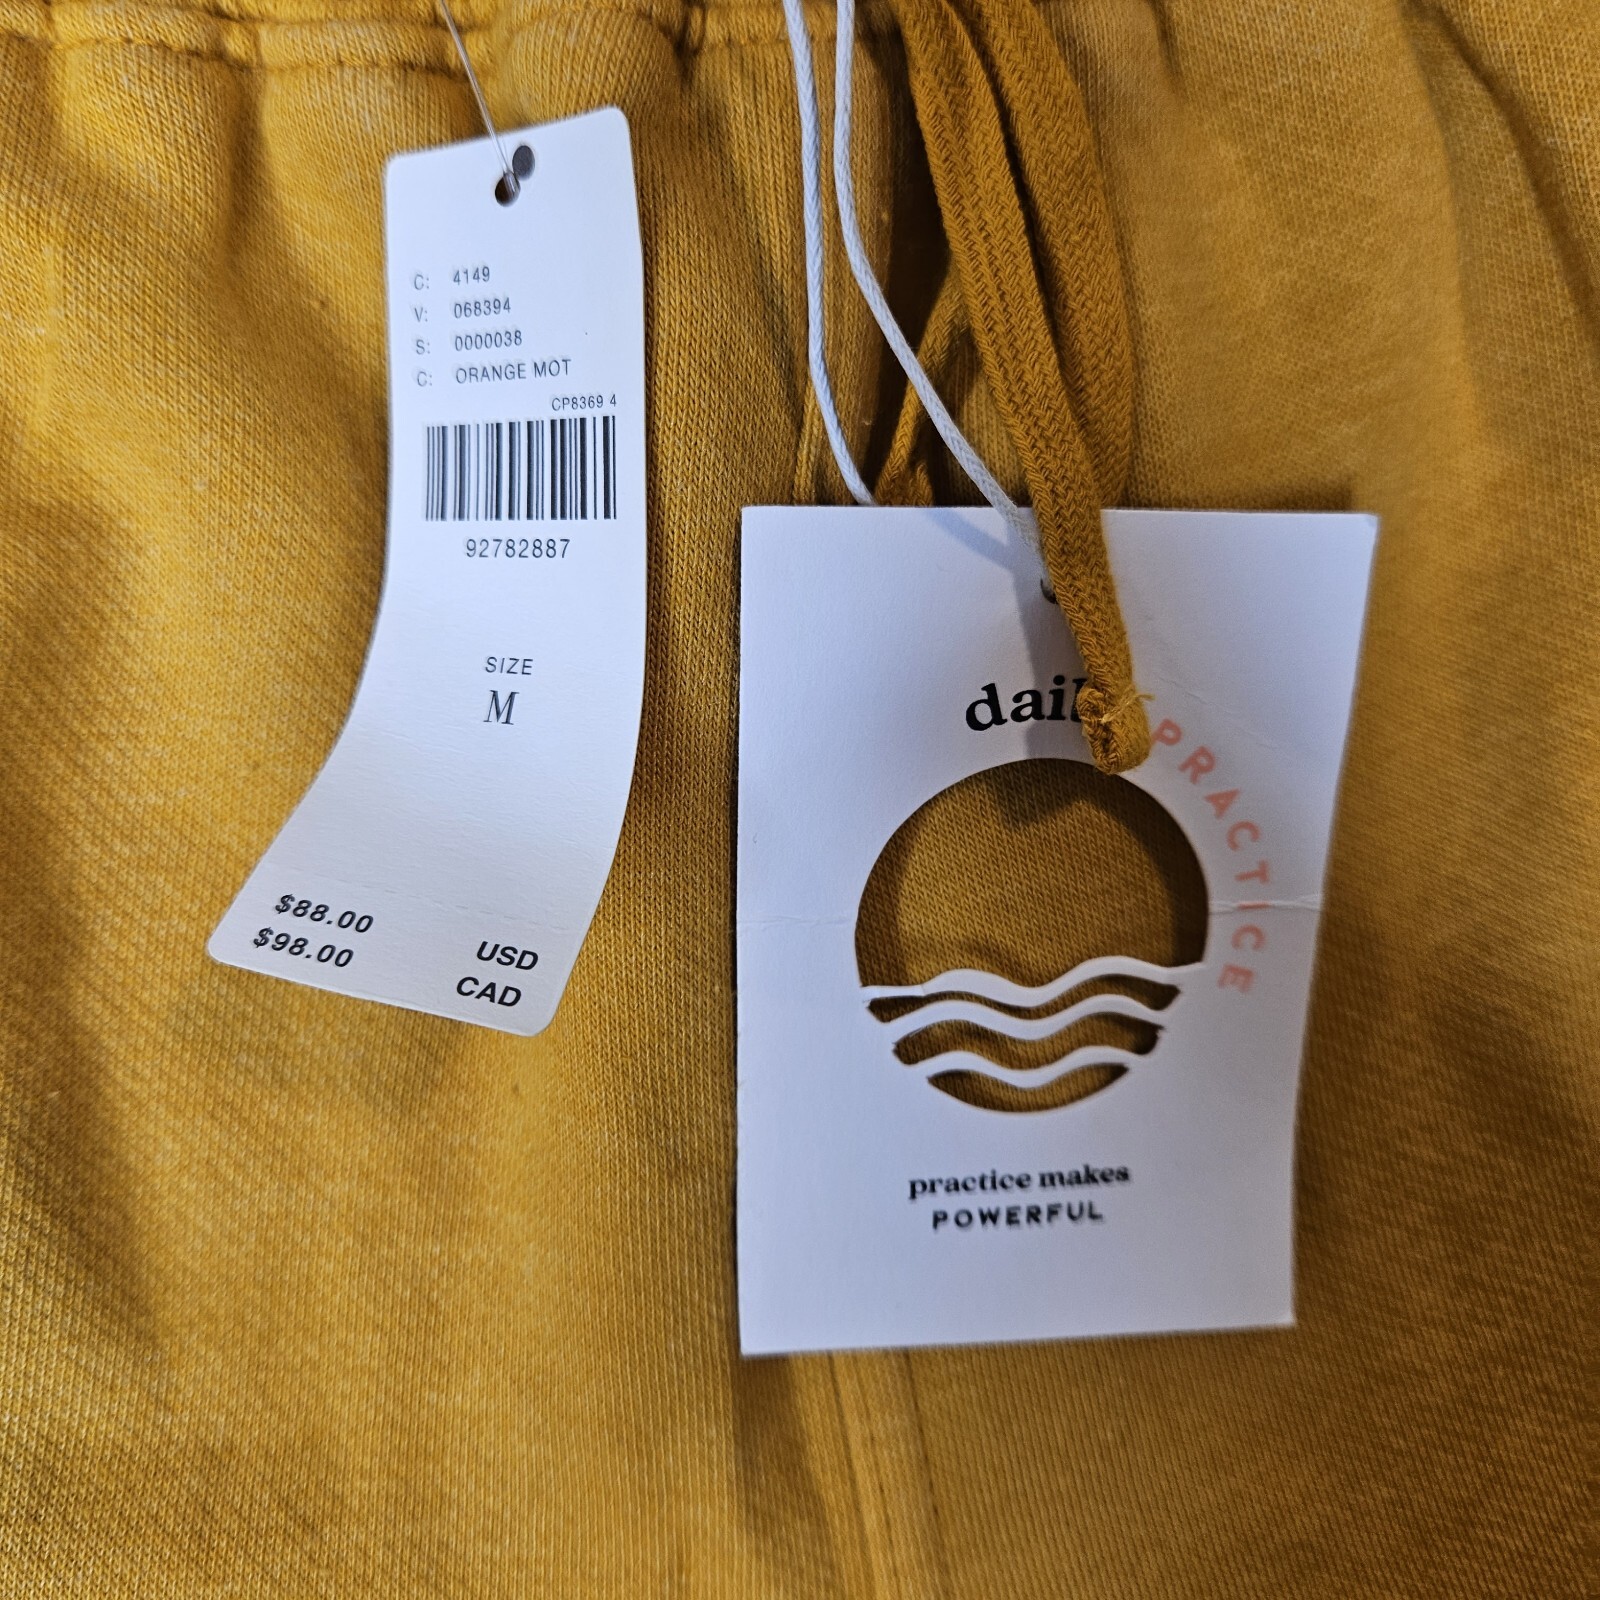 C: 4149
V: 068394
S: 0000038
C: ORANGE MOT
CP8369 4
92782887
SIZE
M
$88.00 USD
$98.00 CAD
PRACTICE
practice makes
POWERFUL